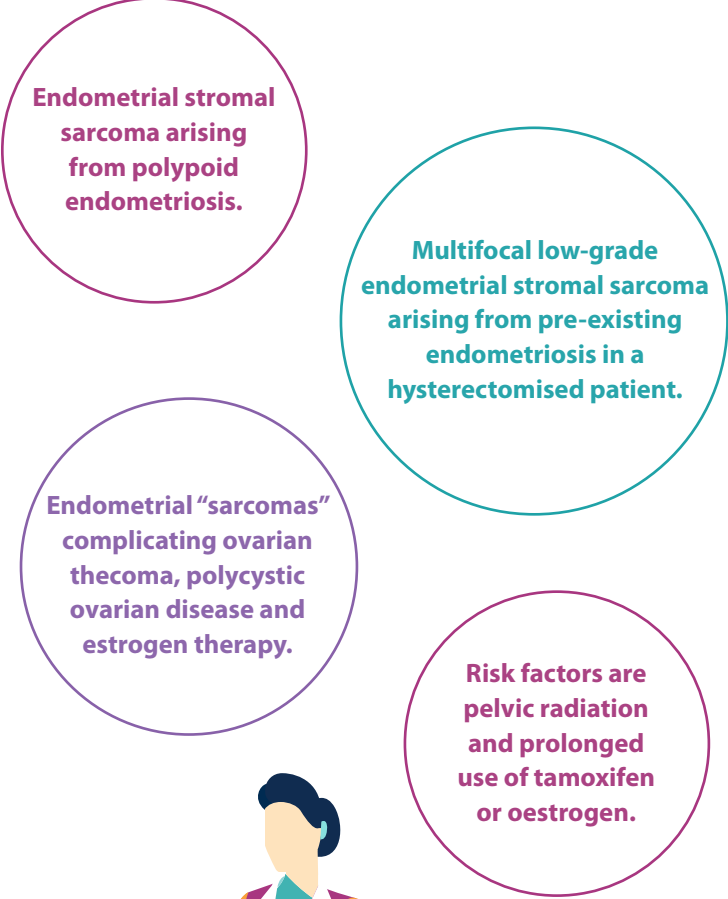 Endometrial stromal
sarcoma arising
from polypoid
endometriosis.
Multifocal low-grade
endometrial stromal sarcoma
arising from pre-existing
endometriosis in a
hysterectomised patient.
Endometrial “sarcomas”
complicating ovarian
thecoma, polycystic
ovarian disease and
estrogen therapy.
Risk factors are
pelvic radiation
and prolonged
use of tamoxifen
or oestrogen.